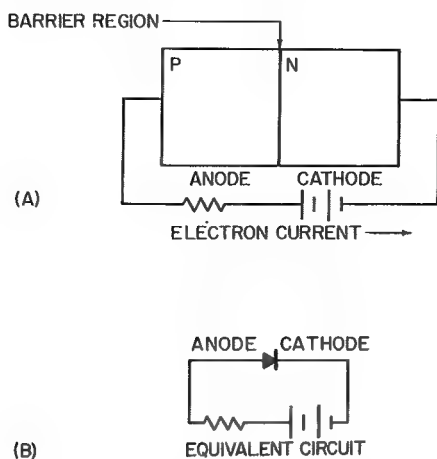 BARRIER REGION
P N
ANODE CATHODE
(A)
ELECTRON CURRENT
ANODE CATHODE
(B)
EQUIVALENT CIRCUIT